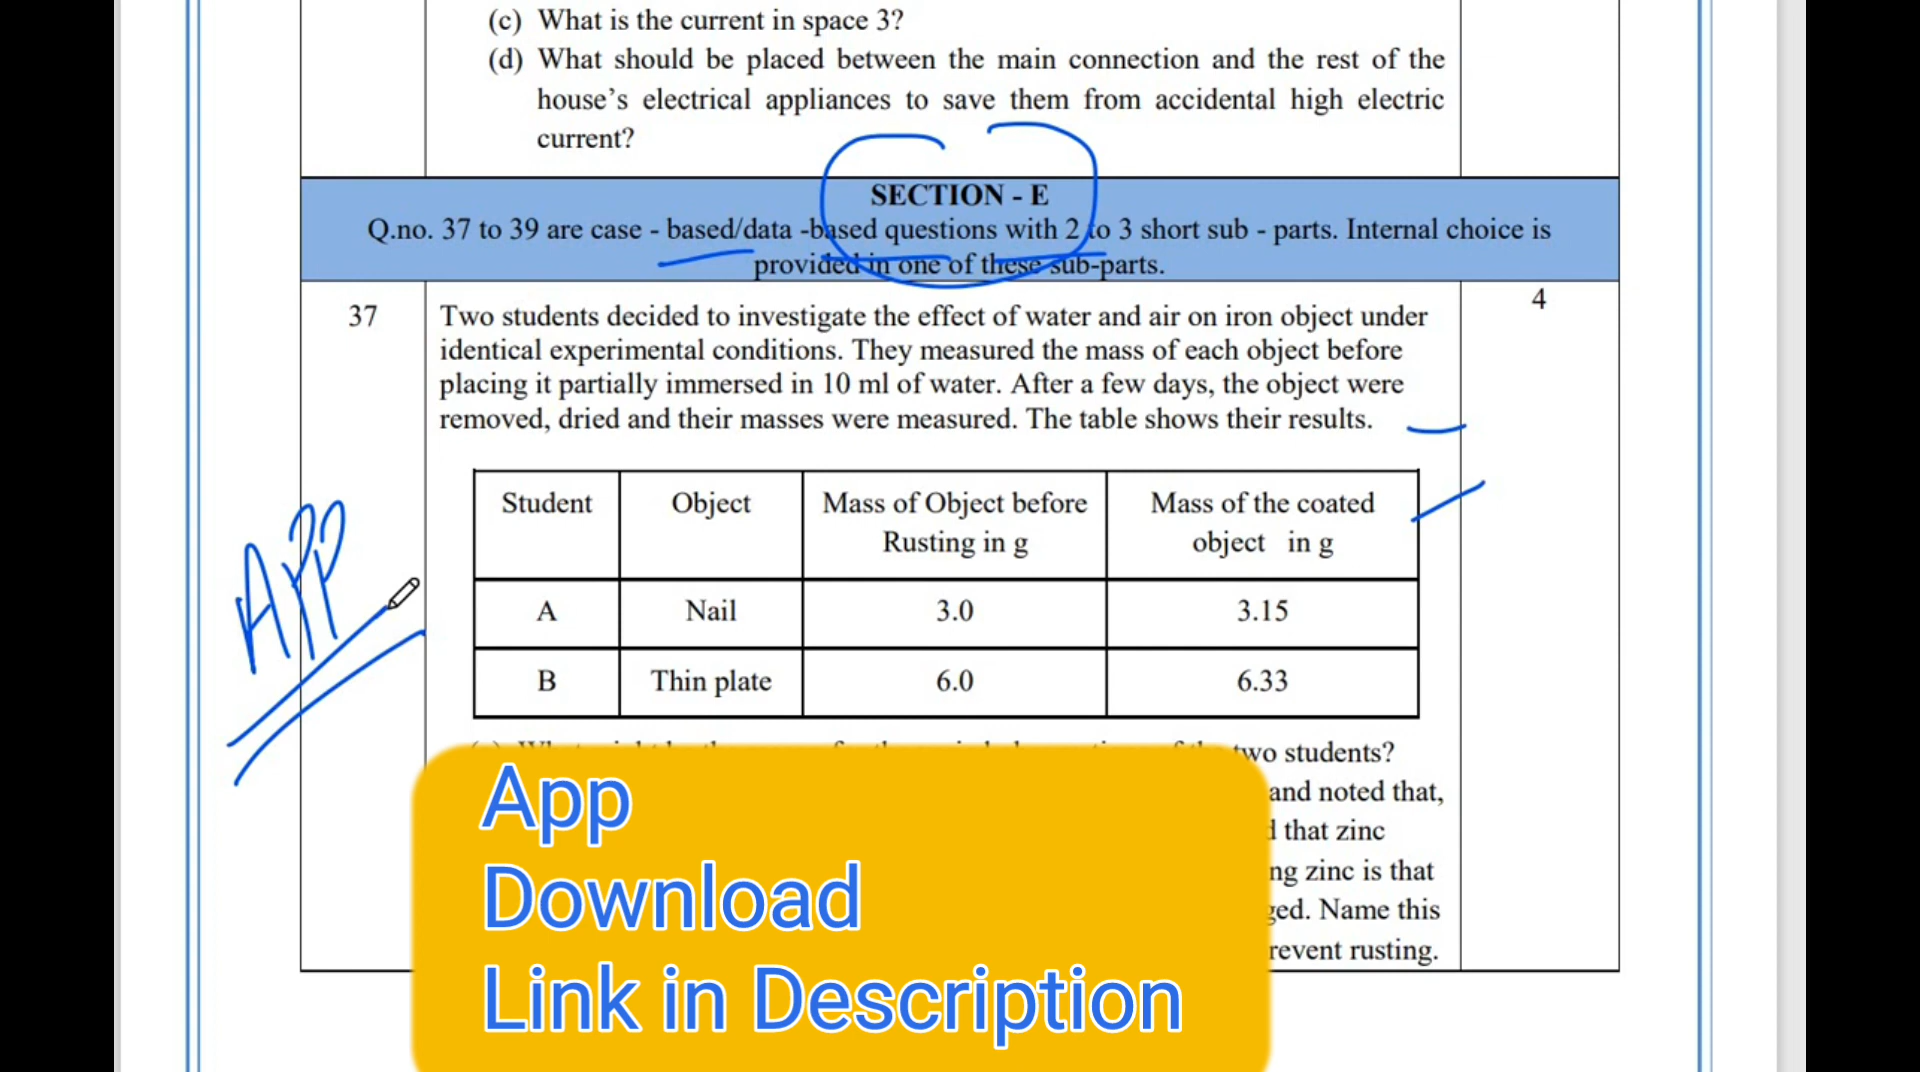 (c) What is the current in space 3?
(d) What should be placed between the main connection and the rest of the
house's electrical appliances to save them from accidental high electric
current?
SECTION - E
Q.no. 37 to 39 are case - based/data -based questions with 2 to 3 short sub - parts. Internal choice is
provided in one of these sub-parts.
37
4
Two students decided to investigate the effect of water and air on iron object under
identical experimental conditions. They measured the mass of each object before
placing it partially immersed in 10 ml of water. After a few days, the object were
removed, dried and their masses were measured. The table shows their results.
Student Object Mass of Object before Rusting in g Mass of the coated object in g
A Nail 3.0 3.15
B Thin plate 6.0 6.33
APP
two students?
and noted that,
that zinc
zinc is that
Name this
rusting.
App
Download
Link in Description